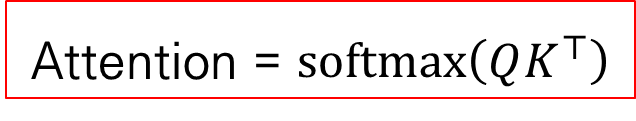 Attention = softmax(QK⊤)